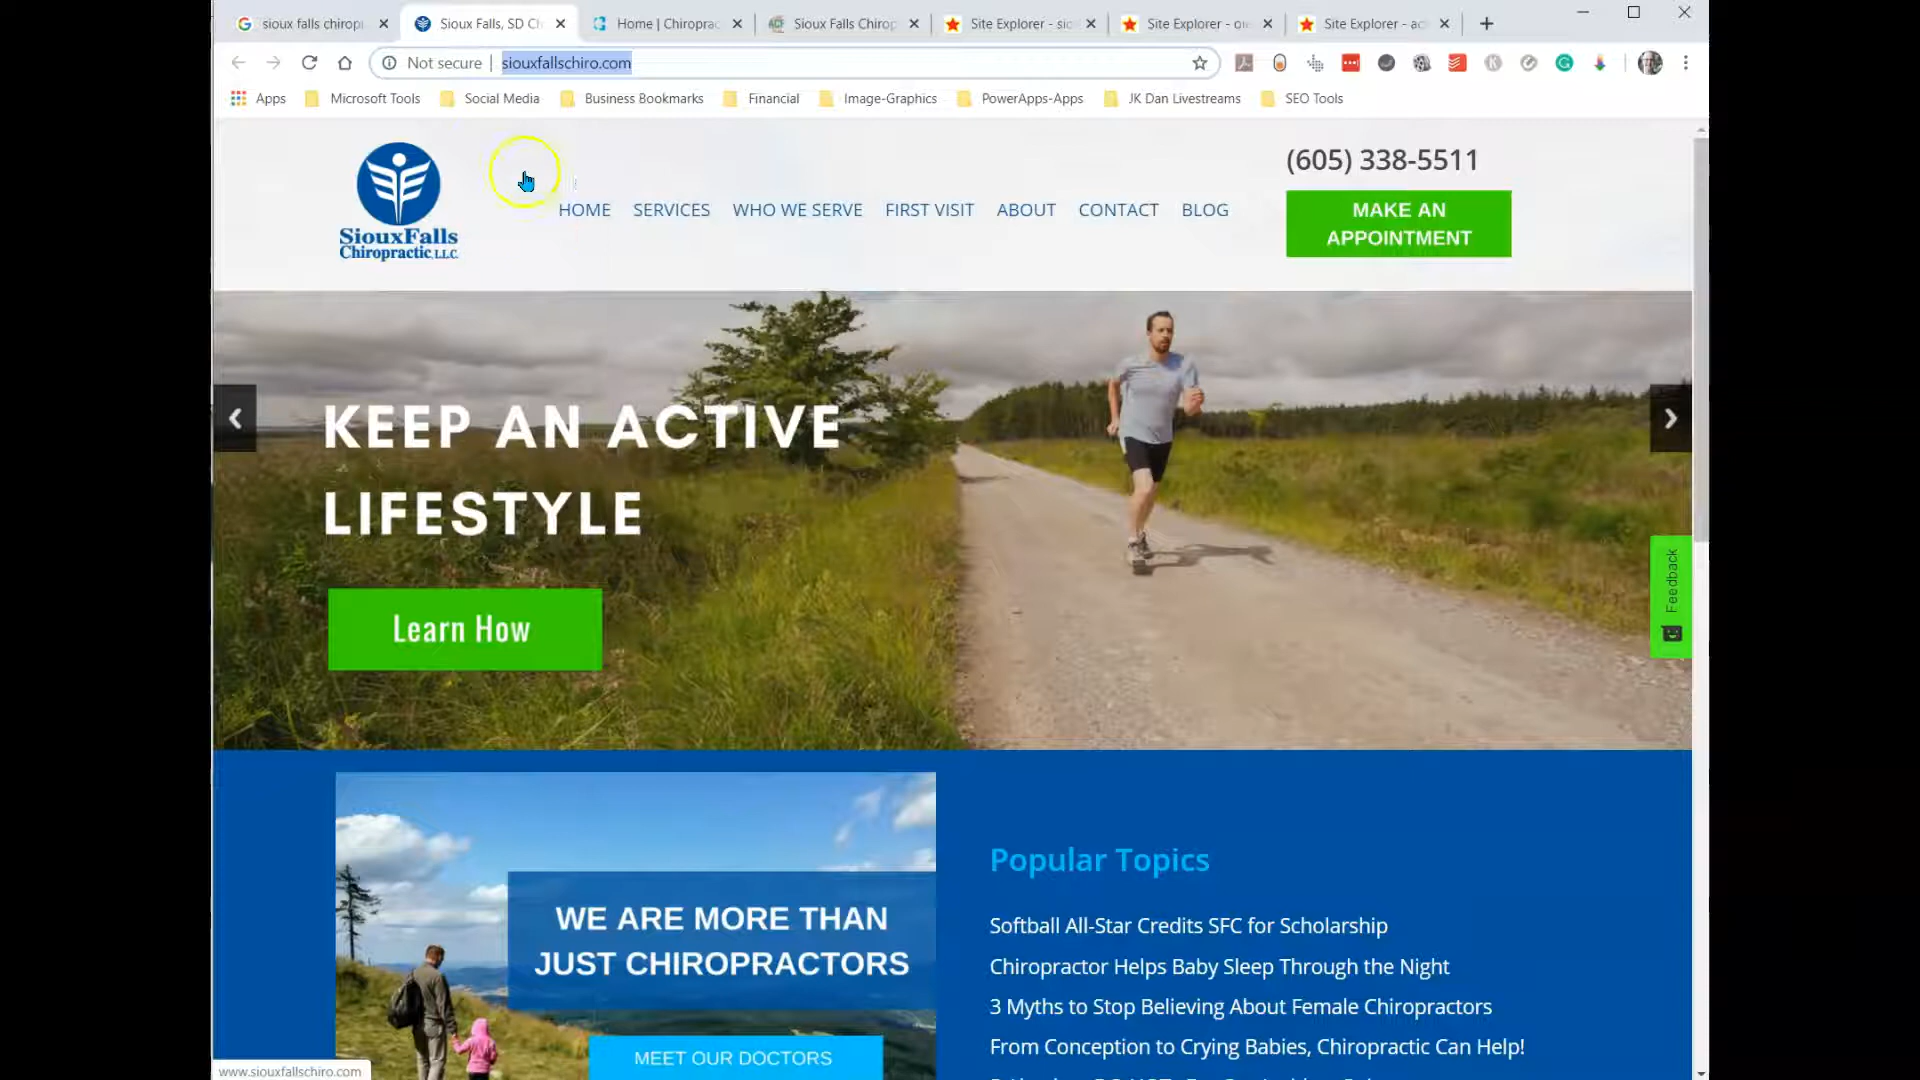 sioux falls chirop
Sioux Falls, SD Ch
Home | Chiroprac
Sioux Falls Chirop
Site Explorer - sio
Site Explorer - o
Site Explorer - ac
Not secure
siouxfallschiro.com
Apps
Microsoft Tools
Social Media
Business Bookmarks
Financial
Image-Graphics
PowerApps-Apps
JK Dan Livestreams
SEO Tools
SiouxFalls
Chiropractic, L.L.C.
HOME
SERVICES
WHO WE SERVE
FIRST VISIT
ABOUT
CONTACT
BLOG
(605) 338-5511
MAKE AN
APPOINTMENT
KEEP AN ACTIVE
LIFESTYLE
Learn How
Feedback
WE ARE MORE THAN
JUST CHIROPRACTORS
MEET OUR DOCTORS
Popular Topics
Softball All-Star Credits SFC for Scholarship
Chiropractor Helps Baby Sleep Through the Night
3 Myths to Stop Believing About Female Chiropractors
From Conception to Crying Babies, Chiropractic Can Help!
www.siouxfallschiro.com